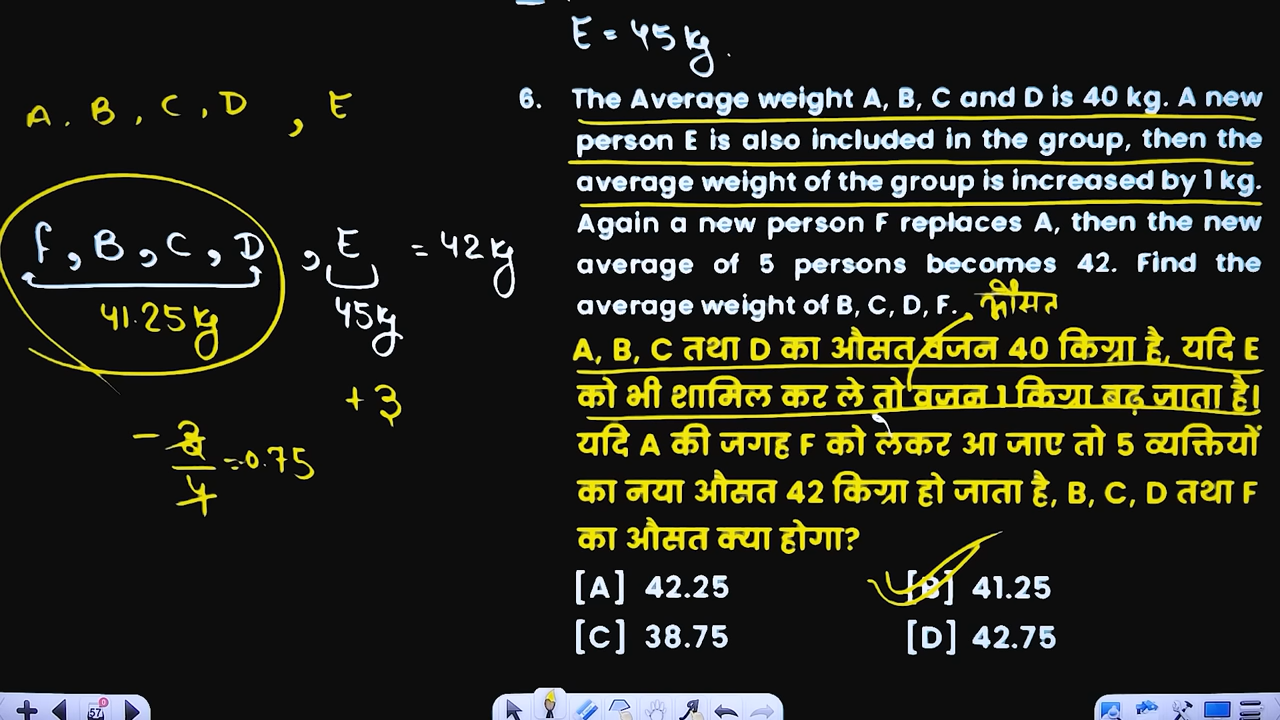 E = 45 kg.
A, B, C, D , E
F, B, C, D , E = 42 kg
41.25 kg 45 kg
+3
- 3/4 = 0.75
6. The Average weight A, B, C and D is 40 kg. A new
person E is also included in the group, then the
average weight of the group is increased by 1 kg.
Again a new person F replaces A, then the new
average of 5 persons becomes 42. Find the
average weight of B, C, D, F. औसत
A, B, C तथा D का औसत वजन 40 किग्रा है, यदि E
को भी शामिल कर ले तो वजन 1 किग्रा बढ़ जाता है।
यदि A की जगह F को लेकर आ जाए तो 5 व्यक्तियों
का नया औसत 42 किग्रा हो जाता है, B, C, D तथा F
का औसत क्या होगा?
[A] 42.25 [B] 41.25
[C] 38.75 [D] 42.75
57